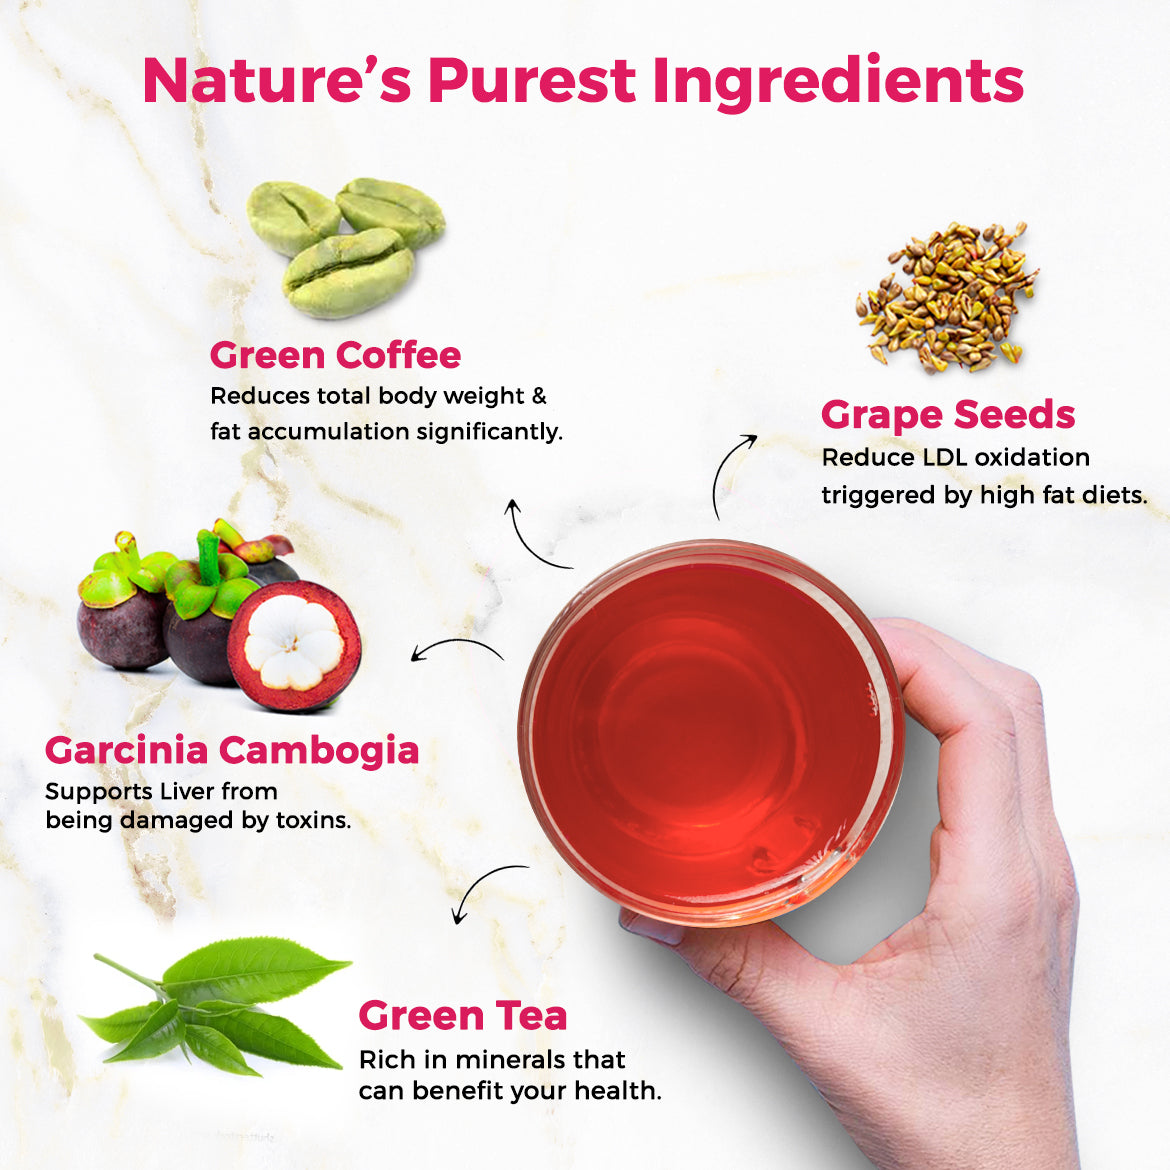 Nature's Purest Ingredients
Green Coffee
Reduces total body weight &
fat accumulation significantly.
Grape Seeds
Reduce LDL oxidation
triggered by high fat diets.
Garcinia Cambogia
Supports Liver from
being damaged by toxins.
Green Tea
Rich in minerals that
can benefit your health.